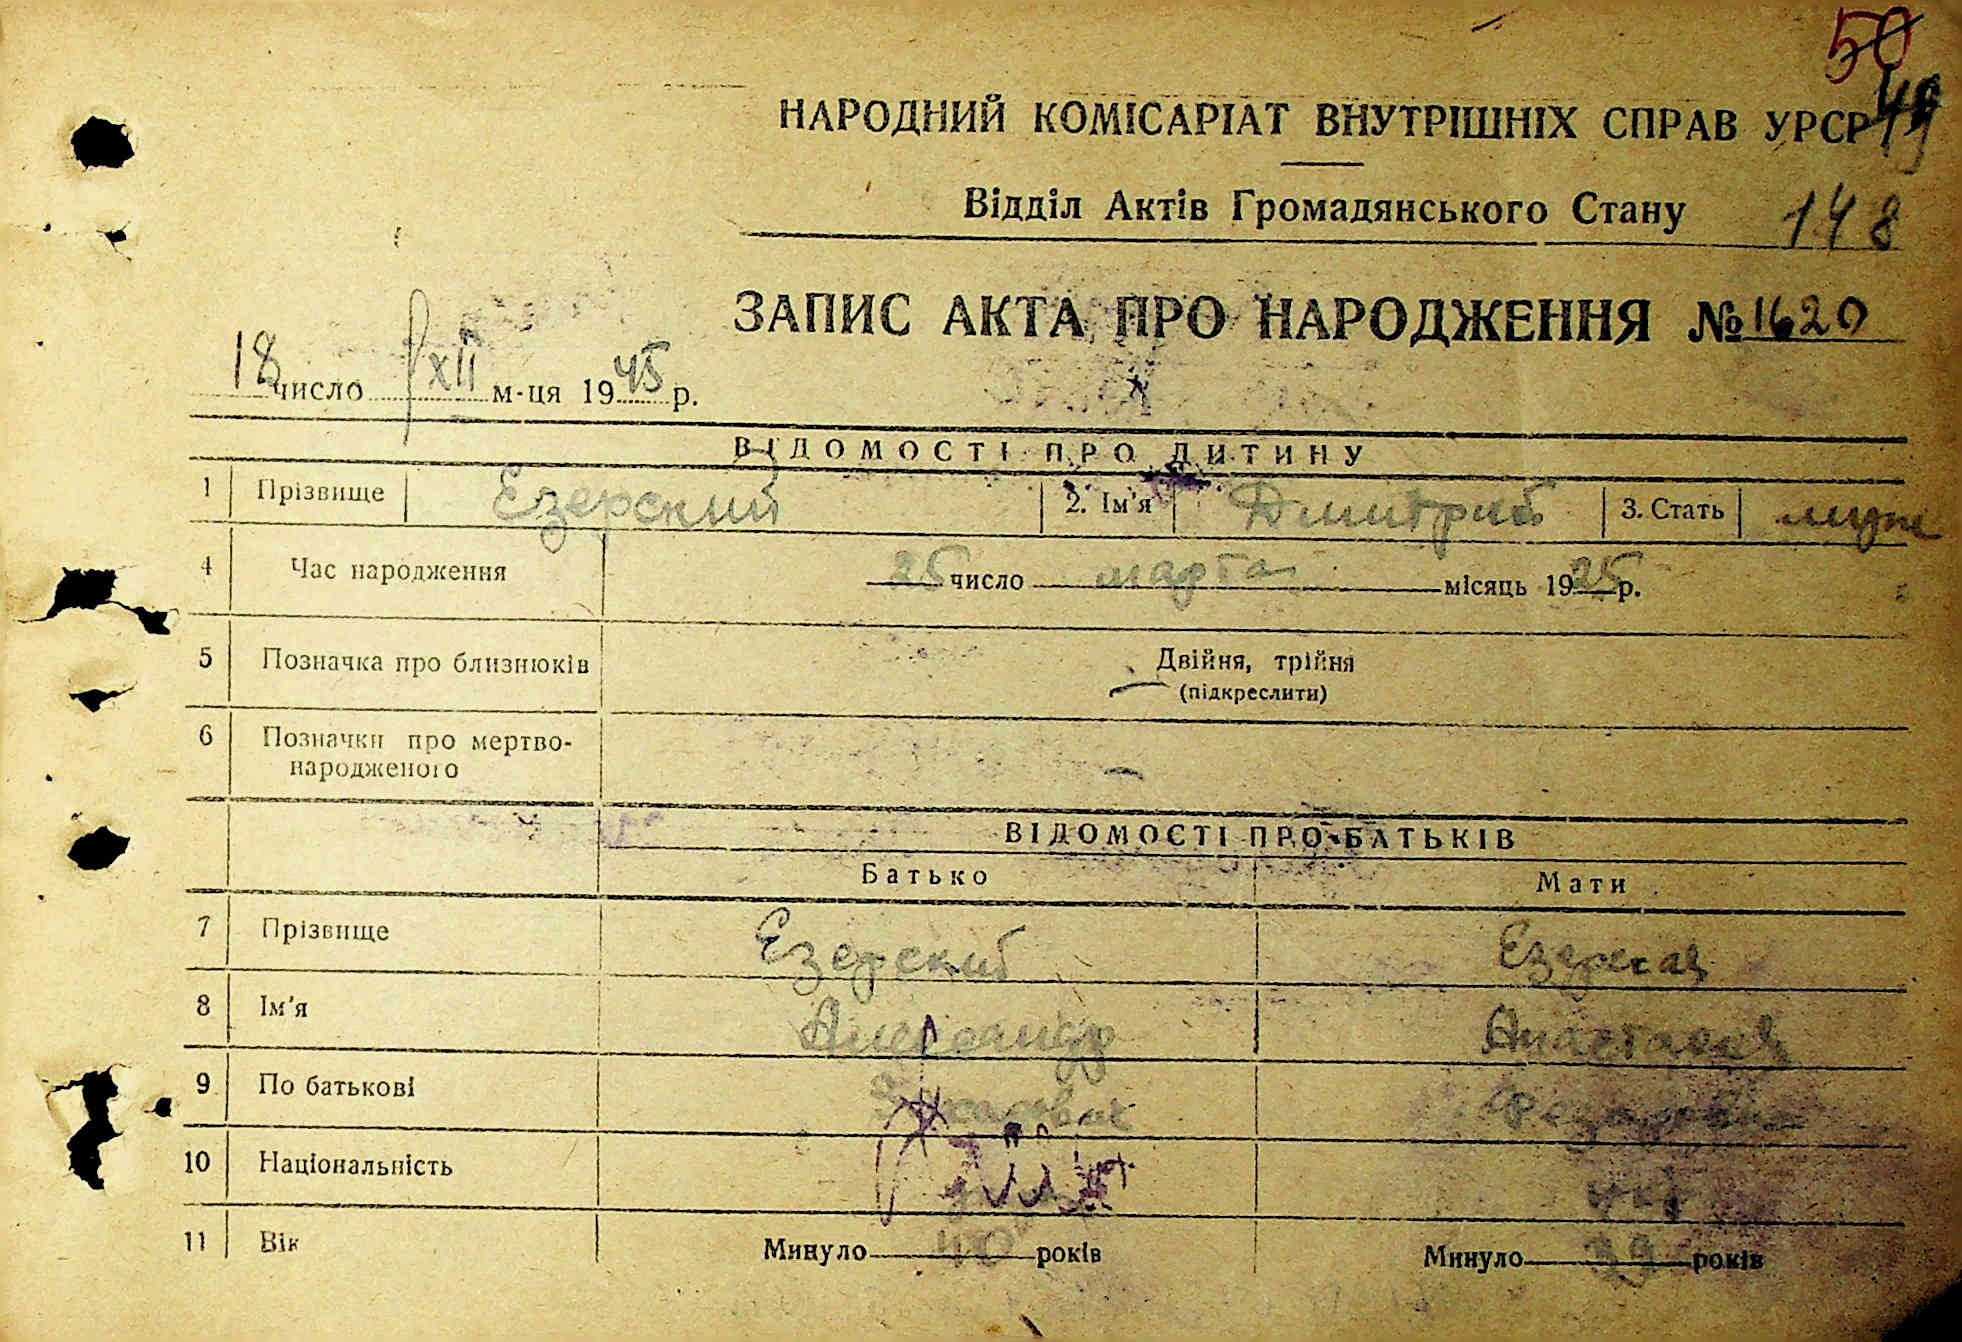 50
49
НАРОДНИЙ КОМІСАРІАТ ВНУТРІШНІХ СПРАВ УРСР
Відділ Актів Громадянського Стану 148
ЗАПИС АКТА ПРО НАРОДЖЕННЯ № 1620
18 число XII м-ця 1945 р.
ВІДОМОСТІ ПРО ДИТИНУ
1 Прізвище Езерский 2. Ім'я Дмитрий 3. Стать муж
4 Час народження 25 число марта місяць 1925 р.
5 Позначка про близнюків Двійня, трійня
(підкреслити)
6 Позначки про мертво-
народженого
ВІДОМОСТІ ПРО БАТЬКІВ
Батько Мати
7 Прізвище Езерский Езерская
8 Ім'я Александр Анастасия
9 По батькові
10 Національність
11 Вік Минуло 40 років Минуло 39 років